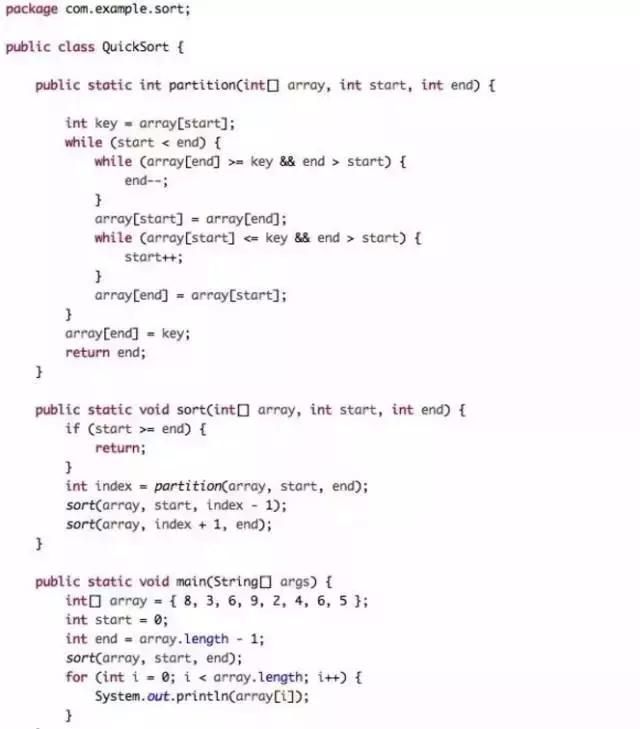 package com.example.sort;
public class QuickSort {
public static int partition(int[] array, int start, int end) {
int key = array[start];
while (start < end) {
while (array[end] >= key && end > start) {
end--;
}
array[start] = array[end];
while (array[start] <= key && end > start) {
start++;
}
array[end] = array[start];
}
array[end] = key;
return end;
}
public static void sort(int[] array, int start, int end) {
if (start >= end) {
return;
}
int index = partition(array, start, end);
sort(array, start, index - 1);
sort(array, index + 1, end);
}
public static void main(String[] args) {
int[] array = { 8, 3, 6, 9, 2, 4, 6, 5 };
int start = 0;
int end = array.length - 1;
sort(array, start, end);
for (int i = 0; i < array.length; i++) {
System.out.println(array[i]);
}